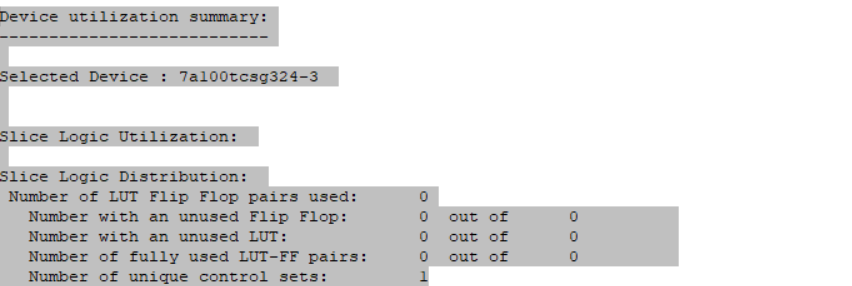 Device utilization summary:
---------------------------
Selected Device : 7a100tcsg324-3
Slice Logic Utilization:
Slice Logic Distribution:
Number of LUT Flip Flop pairs used: 0
Number with an unused Flip Flop: 0 out of 0
Number with an unused LUT: 0 out of 0
Number of fully used LUT-FF pairs: 0 out of 0
Number of unique control sets: 1